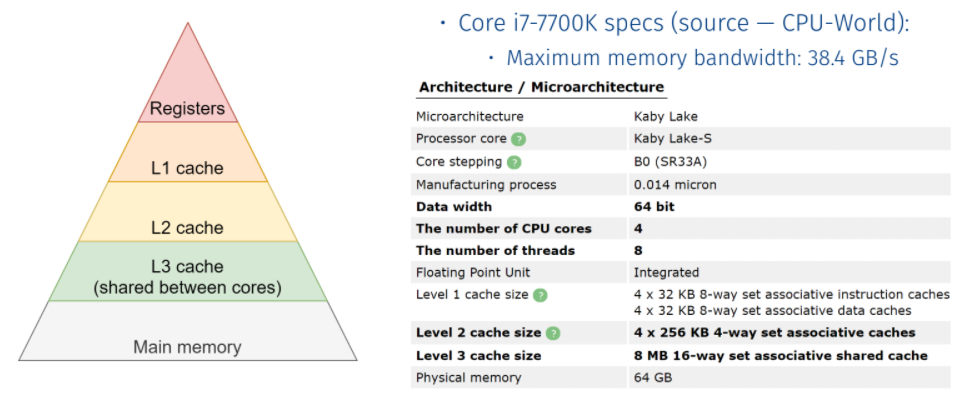 Registers
L1 cache
L2 cache
L3 cache
(shared between cores)
Main memory
• Core i7-7700K specs (source — CPU-World):
• Maximum memory bandwidth: 38.4 GB/s
Architecture / Microarchitecture
Microarchitecture Kaby Lake
Processor core ? Kaby Lake-S
Core stepping ? B0 (SR33A)
Manufacturing process 0.014 micron
Data width 64 bit
The number of CPU cores 4
The number of threads 8
Floating Point Unit Integrated
Level 1 cache size ? 4 x 32 KB 8-way set associative instruction caches
4 x 32 KB 8-way set associative data caches
Level 2 cache size ? 4 x 256 KB 4-way set associative caches
Level 3 cache size 8 MB 16-way set associative shared cache
Physical memory 64 GB